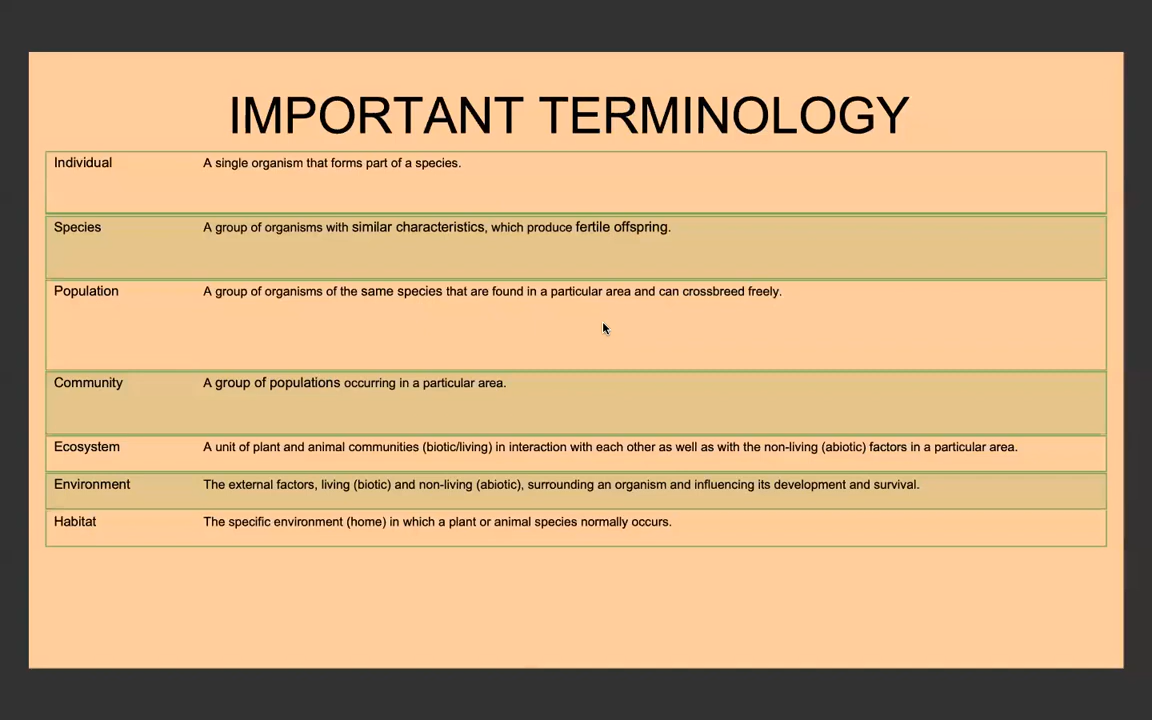 IMPORTANT TERMINOLOGY
Individual A single organism that forms part of a species.
Species A group of organisms with similar characteristics, which produce fertile offspring.
Population A group of organisms of the same species that are found in a particular area and can crossbreed freely.
Community A group of populations occurring in a particular area.
Ecosystem A unit of plant and animal communities (biotic/living) in interaction with each other as well as with the non-living (abiotic) factors in a particular area.
Environment The external factors, living (biotic) and non-living (abiotic), surrounding an organism and influencing its development and survival.
Habitat The specific environment (home) in which a plant or animal species normally occurs.